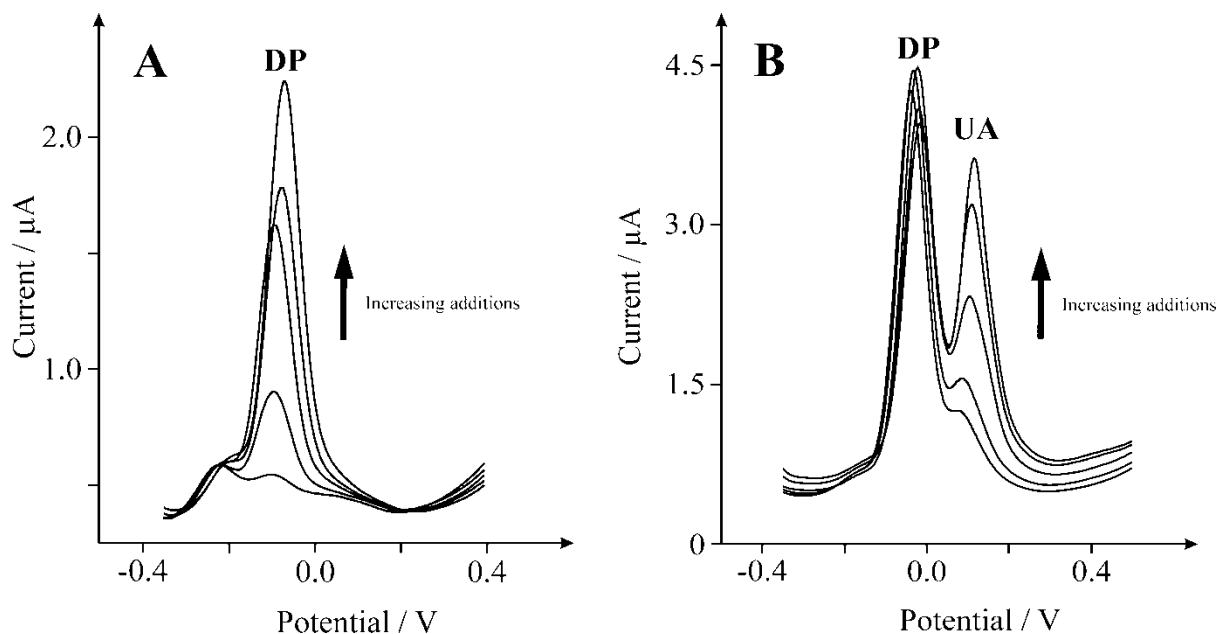 A
DP
2.0
1.0
Current / μA
Increasing additions
-0.4
0.0
0.4
Potential / V
B
DP
UA
4.5
3.0
1.5
0
Current / μA
Increasing additions
-0.4
0.0
0.4
Potential / V